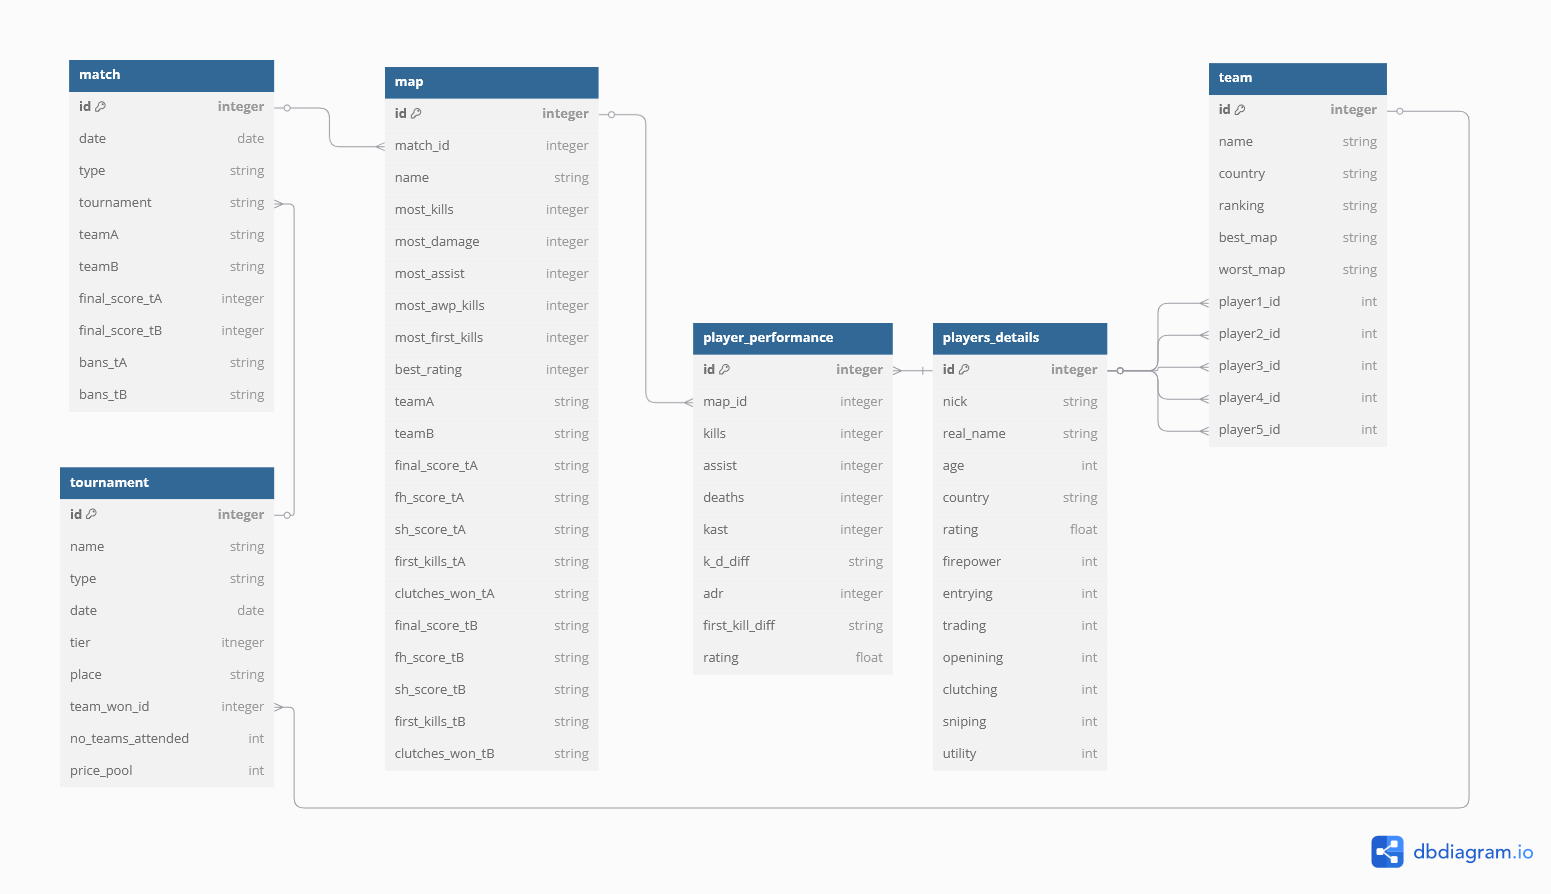 match
id integer
date date
type string
tournament string
teamA string
teamB string
final_score_tA integer
final_score_tB integer
bans_tA string
bans_tB string
tournament
id integer
name string
type string
date date
tier itneger
place string
team_won_id integer
no_teams_attended int
price_pool int
map
id integer
match_id integer
name string
most_kills integer
most_damage integer
most_assist integer
most_awp_kills integer
most_first_kills integer
best_rating integer
teamA string
teamB string
final_score_tA string
fh_score_tA string
sh_score_tA string
first_kills_tA string
clutches_won_tA string
final_score_tB string
fh_score_tB string
sh_score_tB string
first_kills_tB string
clutches_won_tB string
player_performance
id integer
map_id integer
kills integer
assist integer
deaths integer
kast integer
k_d_diff string
adr integer
first_kill_diff string
rating float
players_details
id integer
nick string
real_name string
age int
country string
rating float
firepower int
entrying int
trading int
openining int
clutching int
sniping int
utility int
team
id integer
name string
country string
ranking string
best_map string
worst_map string
player1_id int
player2_id int
player3_id int
player4_id int
player5_id int
dbdiagram.io